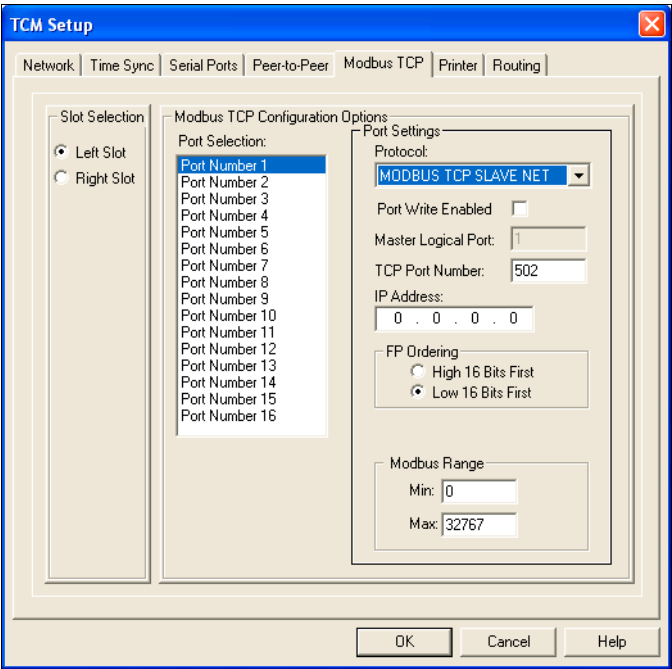 TCM Setup
Network Time Sync Serial Ports Peer-to-Peer Modbus TCP Printer Routing
Slot Selection
Left Slot
Right Slot
Modbus TCP Configuration Options
Port Selection:
Port Number 1
Port Number 2
Port Number 3
Port Number 4
Port Number 5
Port Number 6
Port Number 7
Port Number 8
Port Number 9
Port Number 10
Port Number 11
Port Number 12
Port Number 13
Port Number 14
Port Number 15
Port Number 16
Port Settings
Protocol:
MODBUS TCP SLAVE NET
Port Write Enabled
Master Logical Port: 1
TCP Port Number: 502
IP Address:
0 . 0 . 0 . 0
FP Ordering
High 16 Bits First
Low 16 Bits First
Modbus Range
Min: 0
Max: 32767
OK Cancel Help